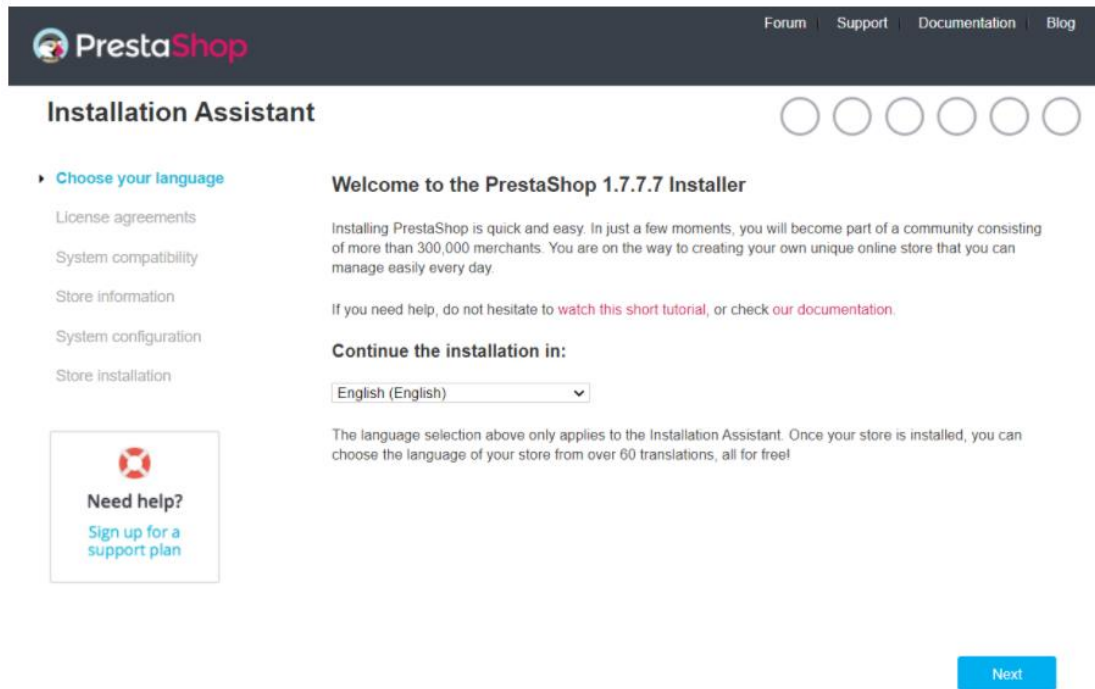 PrestaShop
Forum
Support
Documentation
Blog
Installation Assistant
Choose your language
License agreements
System compatibility
Store information
System configuration
Store installation
Need help?
Sign up for a
support plan
Welcome to the PrestaShop 1.7.7.7 Installer
Installing PrestaShop is quick and easy. In just a few moments, you will become part of a community consisting
of more than 300,000 merchants. You are on the way to creating your own unique online store that you can
manage easily every day.
If you need help, do not hesitate to watch this short tutorial, or check our documentation.
Continue the installation in:
English (English)
The language selection above only applies to the Installation Assistant. Once your store is installed, you can
choose the language of your store from over 60 translations, all for free!
Next